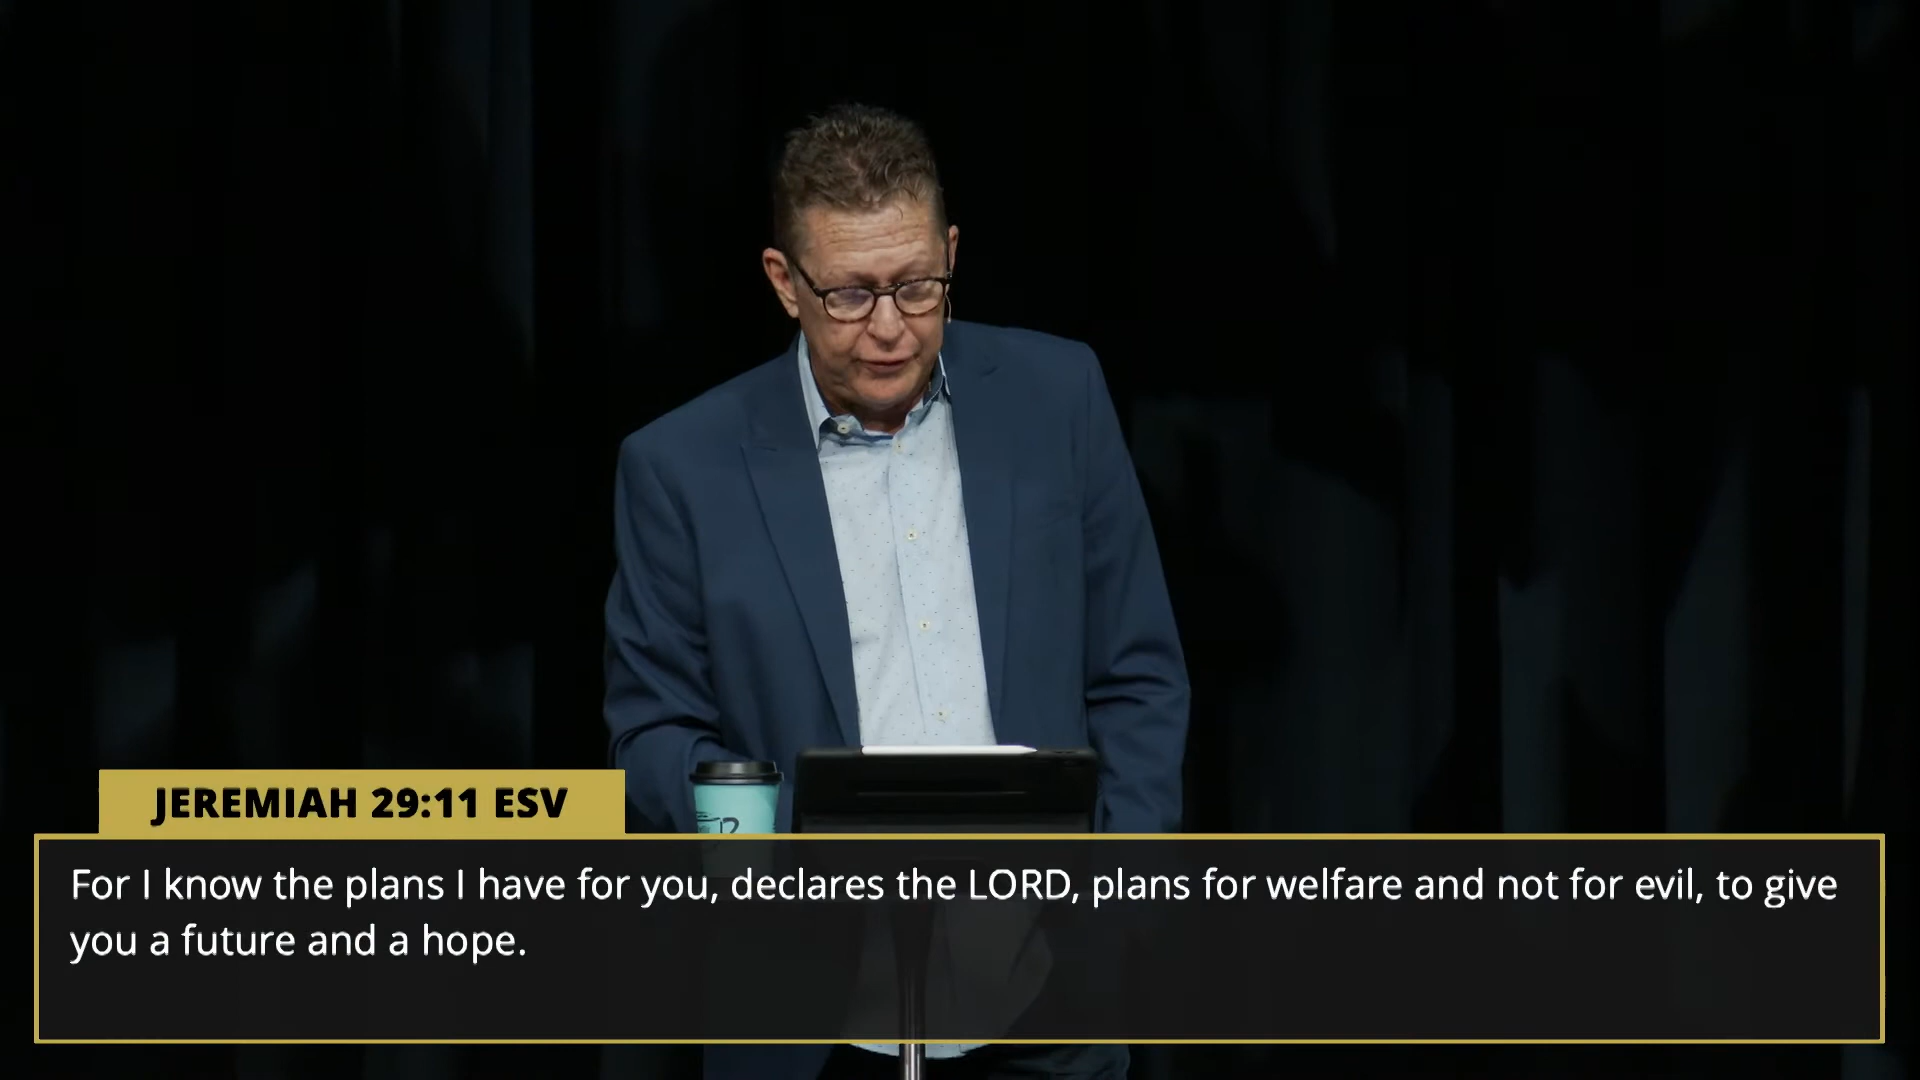 JEREMIAH 29:11 ESV
For I know the plans I have for you, declares the LORD, plans for welfare and not for evil, to give
you a future and a hope.